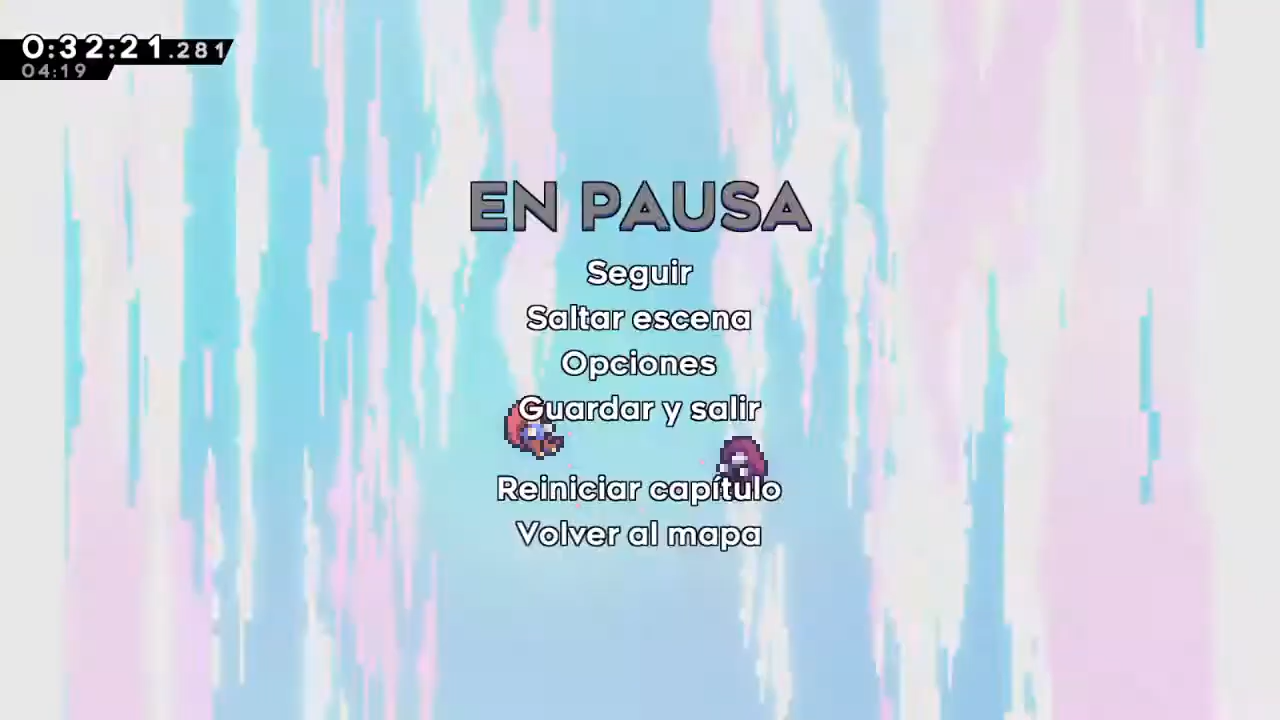 0:32:21.281
04:19
EN PAUSA
Seguir
Saltar escena
Opciones
Guardar y salir
Reiniciar capítulo
Volver al mapa